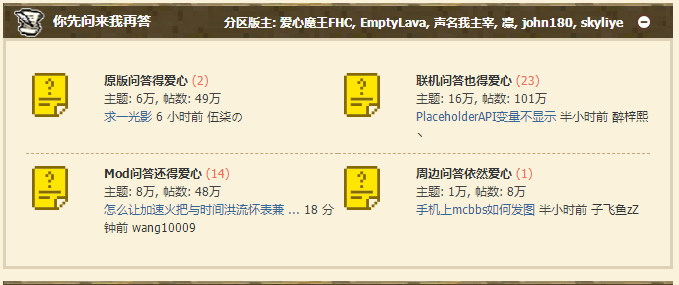 你先问来我再答
分区版主: 爱心魔王FHC, EmptyLava, 声名我主宰, 凛, john180, skyliye
原版问答得爱心 (2)
主题: 6万, 帖数: 49万
求一光影 6 小时前 伍柒の
联机问答也得爱心 (23)
主题: 16万, 帖数: 101万
PlaceholderAPI变量不显示 半小时前 醉梓熙
丶
Mod问答还得爱心 (14)
主题: 8万, 帖数: 48万
怎么让加速火把与时间洪流怀表兼 ... 18 分
钟前 wang10009
周边问答依然爱心 (1)
主题: 1万, 帖数: 8万
手机上mcbbs如何发图 半小时前 子飞鱼zZ